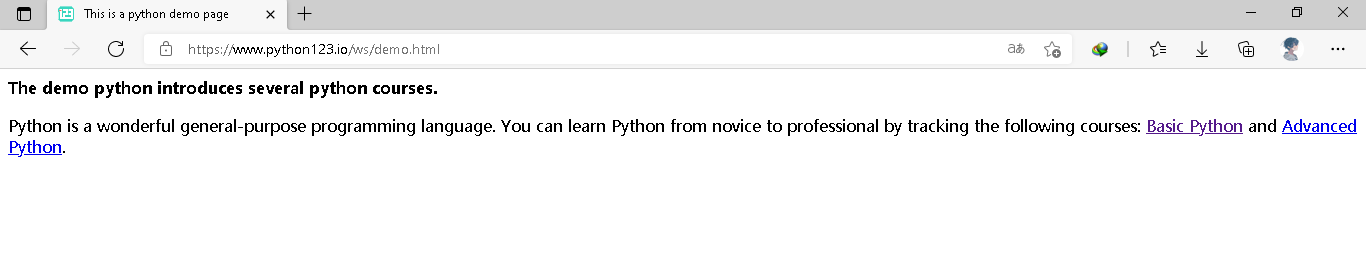 This is a python demo page
https://www.python123.io/ws/demo.html
The demo python introduces several python courses.
Python is a wonderful general-purpose programming language. You can learn Python from novice to professional by tracking the following courses: Basic Python and Advanced
Python.